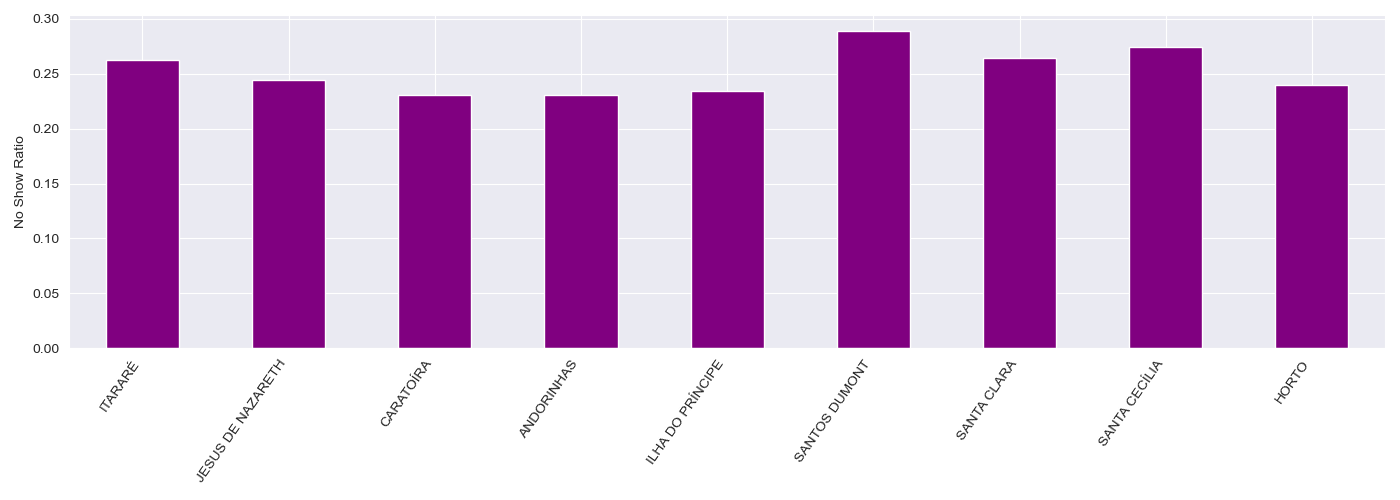 0.30
0.25
0.20
0.15
0.10
0.05
0.00
No Show Ratio
ITARARÉ
JESUS DE NAZARETH
CARATOÍRA
ANDORINHAS
ILHA DO PRÍNCIPE
SANTOS DUMONT
SANTA CLARA
SANTA CECÍLIA
HORTO